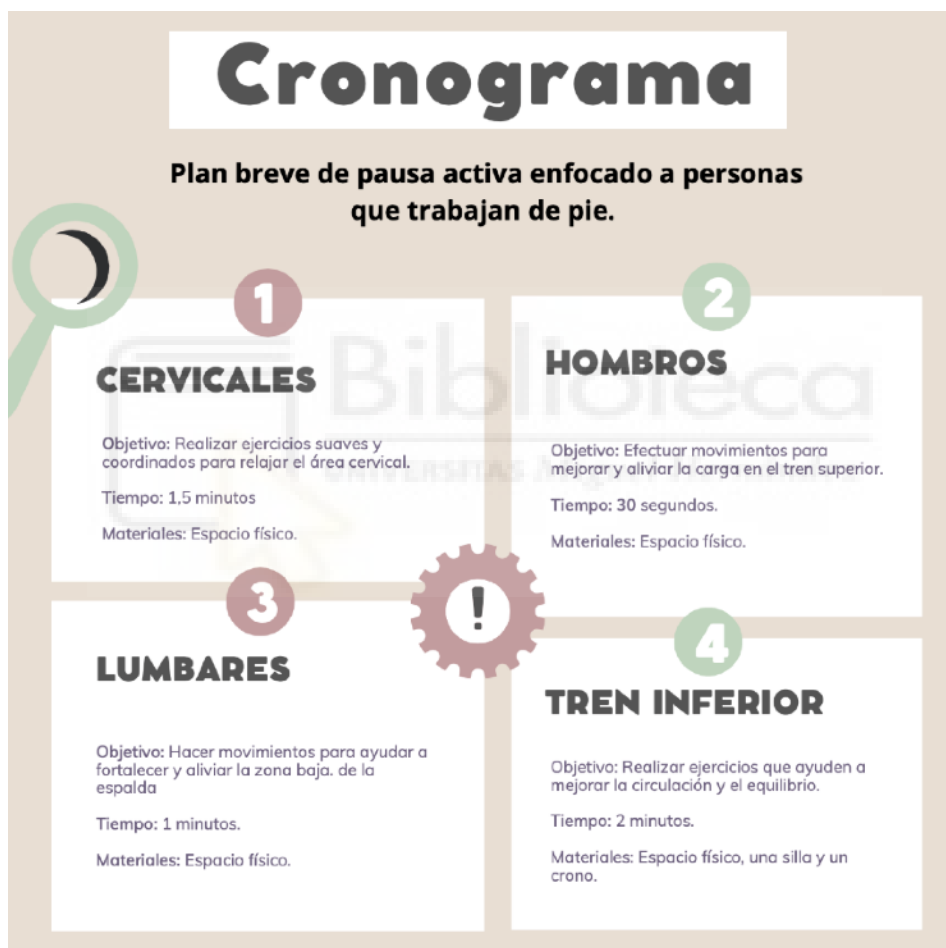 Cronograma
Plan breve de pausa activa enfocado a personas
que trabajan de pie.
1
CERVICALES
Objetivo: Realizar ejercicios suaves y
coordinados para relajar el área cervical.
Tiempo: 1,5 minutos
Materiales: Espacio físico.
2
HOMBROS
Objetivo: Efectuar movimientos para
mejorar y aliviar la carga en el tren superior.
Tiempo: 30 segundos.
Materiales: Espacio físico.
!
3
LUMBARES
Objetivo: Hacer movimientos para ayudar a
fortalecer y aliviar la zona baja. de la
espalda
Tiempo: 1 minutos.
Materiales: Espacio físico.
4
TREN INFERIOR
Objetivo: Realizar ejercicios que ayuden a
mejorar la circulación y el equilibrio.
Tiempo: 2 minutos.
Materiales: Espacio físico, una silla y un
crono.
Biblioteca
UNIVERSITAS Miguel Hernández